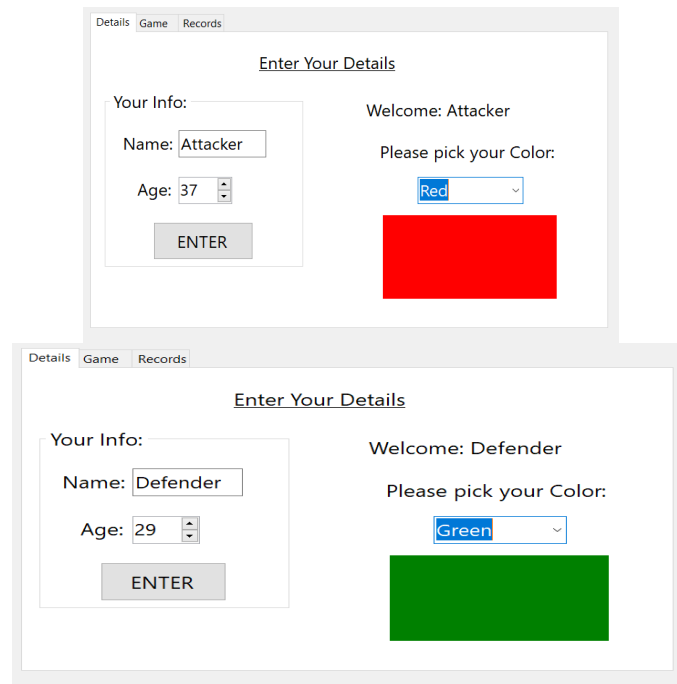 Details Game Records
Enter Your Details
Your Info:
Welcome: Attacker
Name: Attacker
Please pick your Color:
Age: 37
Red
ENTER
Details Game Records
Enter Your Details
Your Info:
Welcome: Defender
Name: Defender
Please pick your Color:
Age: 29
Green
ENTER